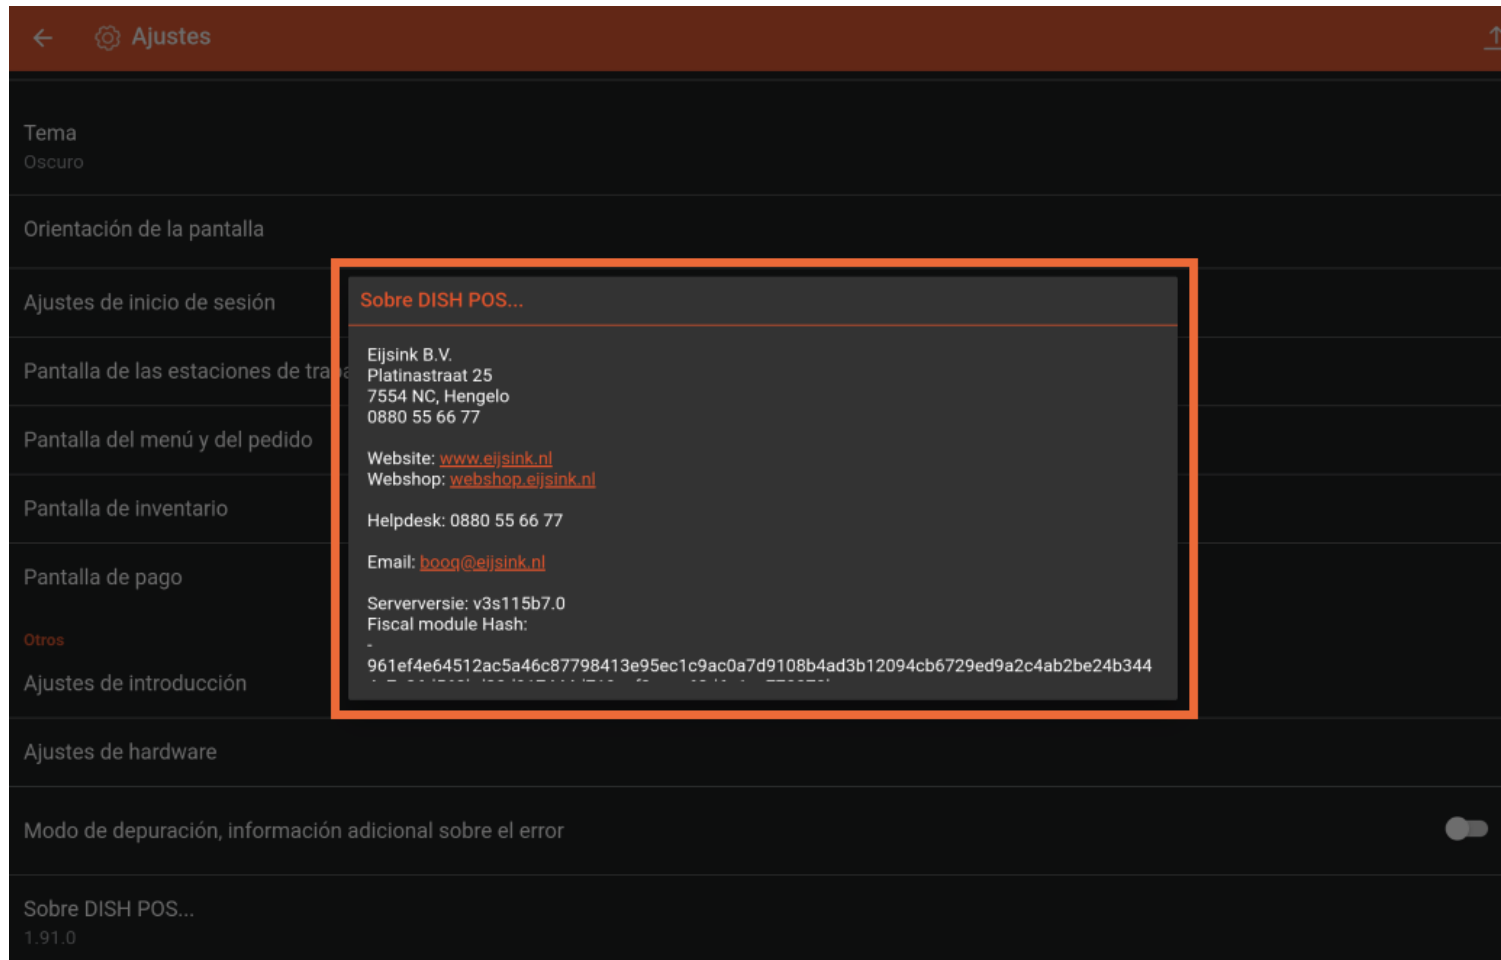 Ajustes
Tema
Oscuro
Orientación de la pantalla
Ajustes de inicio de sesión
Pantalla de las estaciones de
Pantalla del menú y del pedido
Pantalla de inventario
Pantalla de pago
Otros
Ajustes de introducción
Ajustes de hardware
Modo de depuración, información adicional sobre el error
Sobre DISH POS...
1.91.0
Sobre DISH POS...
Eijsink B.V.
Platinastraat 25
7554 NC, Hengelo
0880 55 66 77
Website: www.eijsink.nl
Webshop: webshop.eijsink.nl
Helpdesk: 0880 55 66 77
Email: booq@eijsink.nl
Serverversie: v3s115b7.0
Fiscal module Hash:
-
961ef4e64512ac5a46c87798413e95ec1c9ac0a7d9108b4ad3b12094cb6729ed9a2c4ab2be24b344